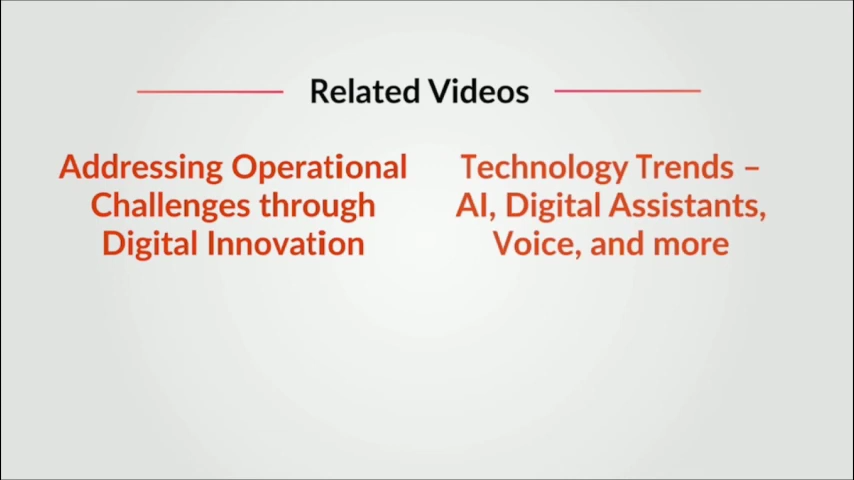 Related Videos
Addressing Operational
Challenges through
Digital Innovation
Technology Trends –
AI, Digital Assistants,
Voice, and more